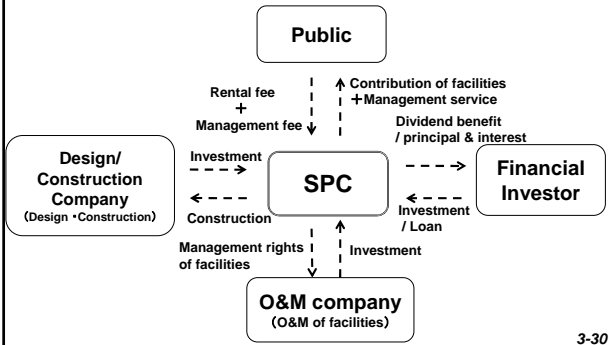 Public
Rental fee
＋
Management fee
Contribution of facilities
＋Management service
Dividend benefit
/ principal & interest
Design/
Construction
Company
（Design ・Construction）
Investment
Construction
SPC
Financial
Investor
Investment
/ Loan
Management rights
of facilities
Investment
O&M company
（O&M of facilities）
3-30